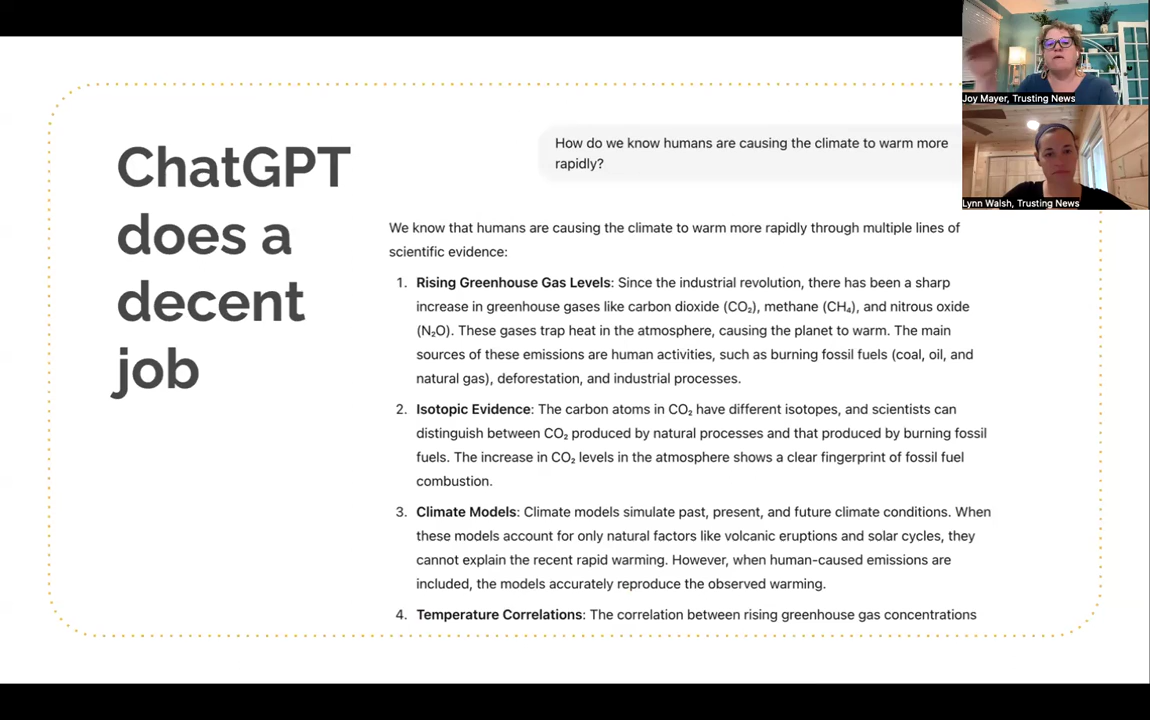 ChatGPT
does a
decent
job
How do we know humans are causing the climate to warm more
rapidly?
We know that humans are causing the climate to warm more rapidly through multiple lines of
scientific evidence:
1. Rising Greenhouse Gas Levels: Since the industrial revolution, there has been a sharp
increase in greenhouse gases like carbon dioxide (CO₂), methane (CH₄), and nitrous oxide
(N₂O). These gases trap heat in the atmosphere, causing the planet to warm. The main
sources of these emissions are human activities, such as burning fossil fuels (coal, oil, and
natural gas), deforestation, and industrial processes.
2. Isotopic Evidence: The carbon atoms in CO₂ have different isotopes, and scientists can
distinguish between CO₂ produced by natural processes and that produced by burning fossil
fuels. The increase in CO₂ levels in the atmosphere shows a clear fingerprint of fossil fuel
combustion.
3. Climate Models: Climate models simulate past, present, and future climate conditions. When
these models account for only natural factors like volcanic eruptions and solar cycles, they
cannot explain the recent rapid warming. However, when human-caused emissions are
included, the models accurately reproduce the observed warming.
4. Temperature Correlations: The correlation between rising greenhouse gas concentrations
Joy Mayer, Trusting News
Lynn Walsh, Trusting News